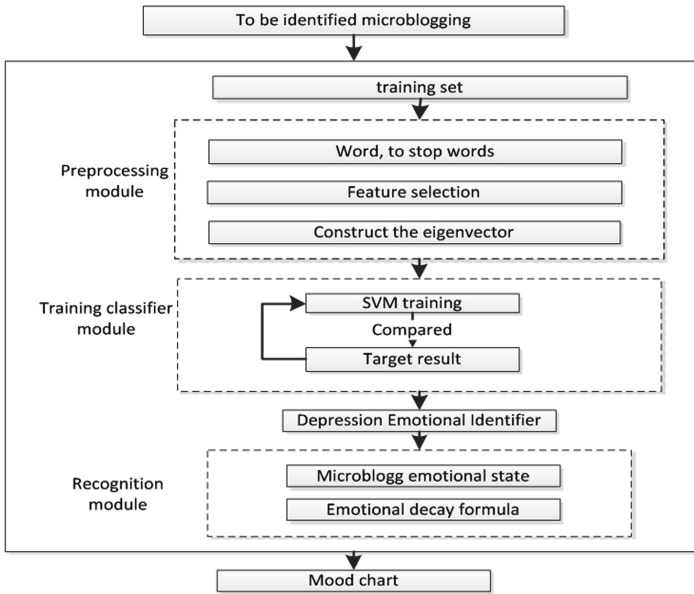 To be identified microblogging
training set
Preprocessing
module
Word, to stop words
Feature selection
Construct the eigenvector
Training classifier
module
SVM training
Compared
Target result
Depression Emotional Identifier
Recognition
module
Microblogg emotional state
Emotional decay formula
Mood chart